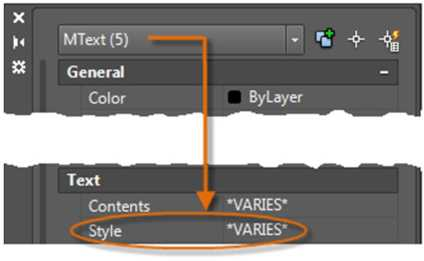 MText (5)
General
Color ByLayer
Text
Contents *VARIES*
Style *VARIES*